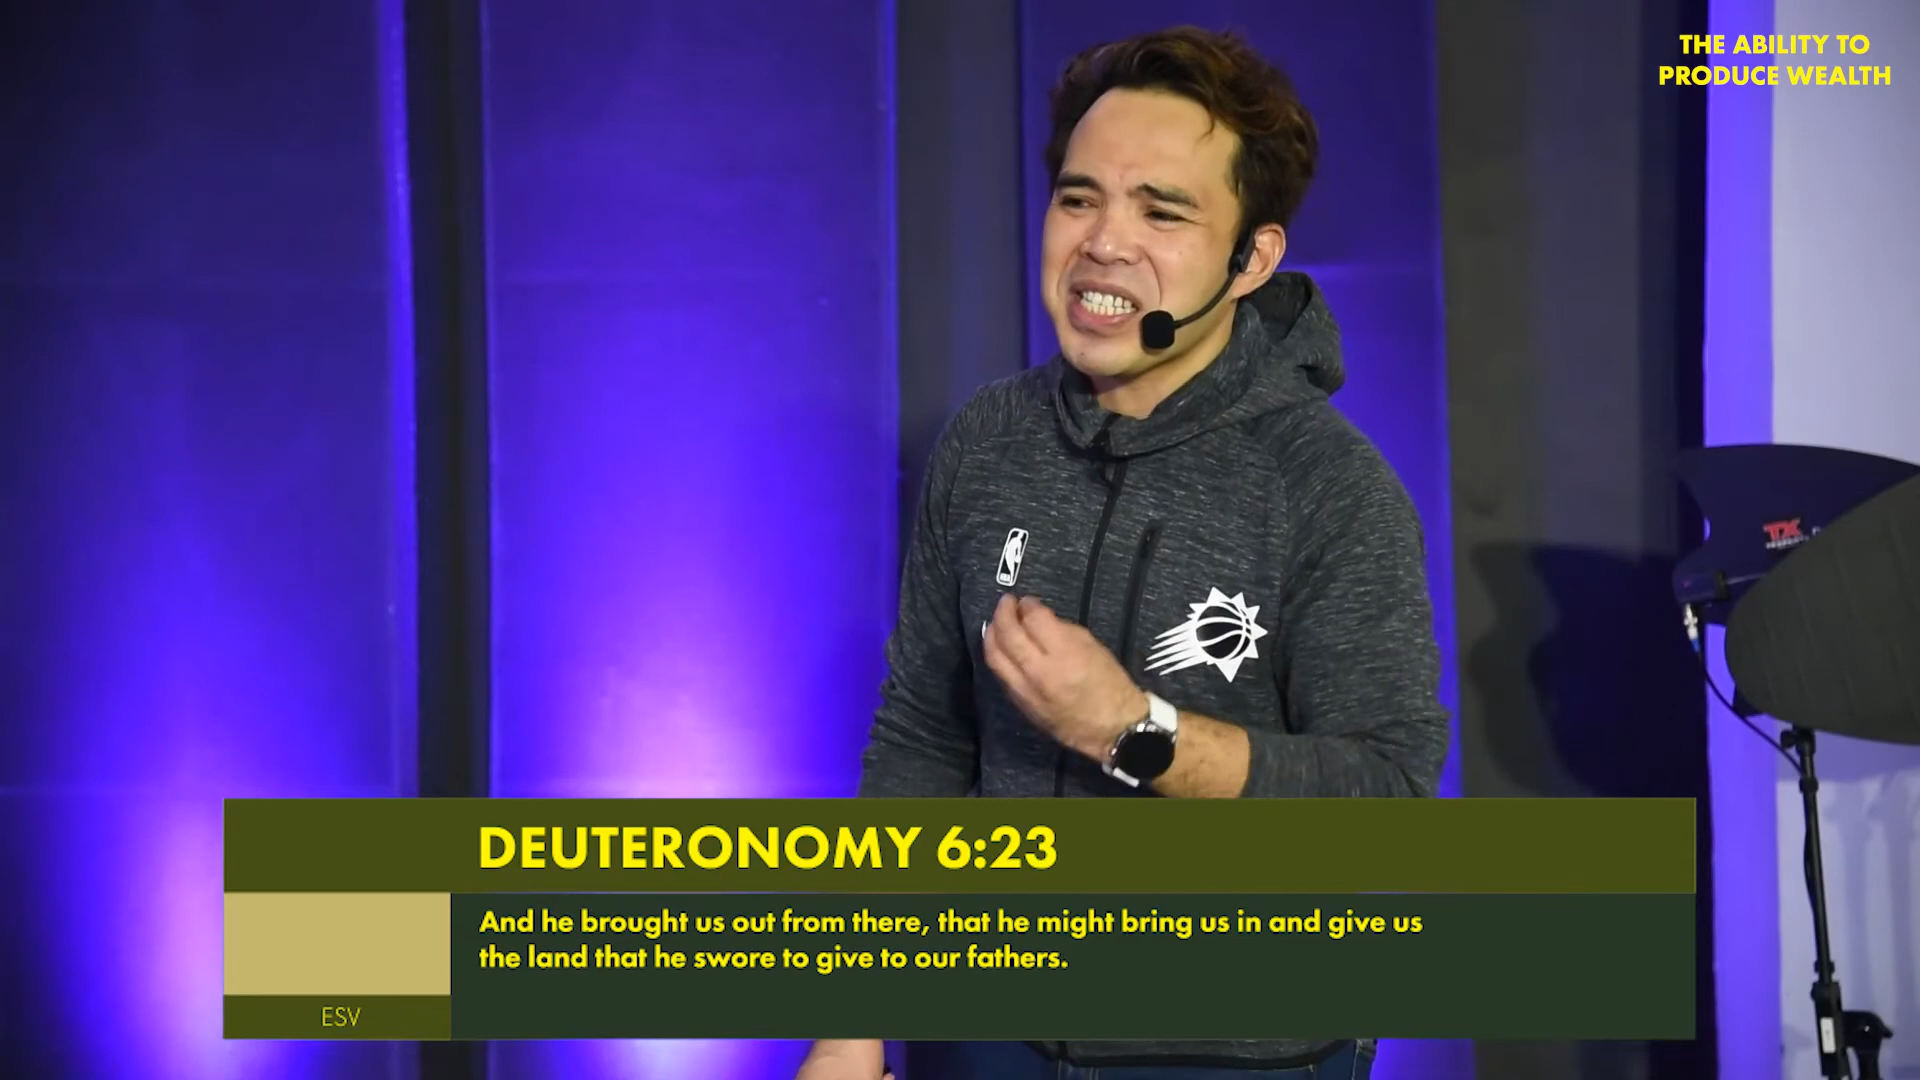 THE ABILITY TO
PRODUCE WEALTH
TX
DEUTERONOMY 6:23
And he brought us out from there, that he might bring us in and give us
the land that he swore to give to our fathers.
ESV